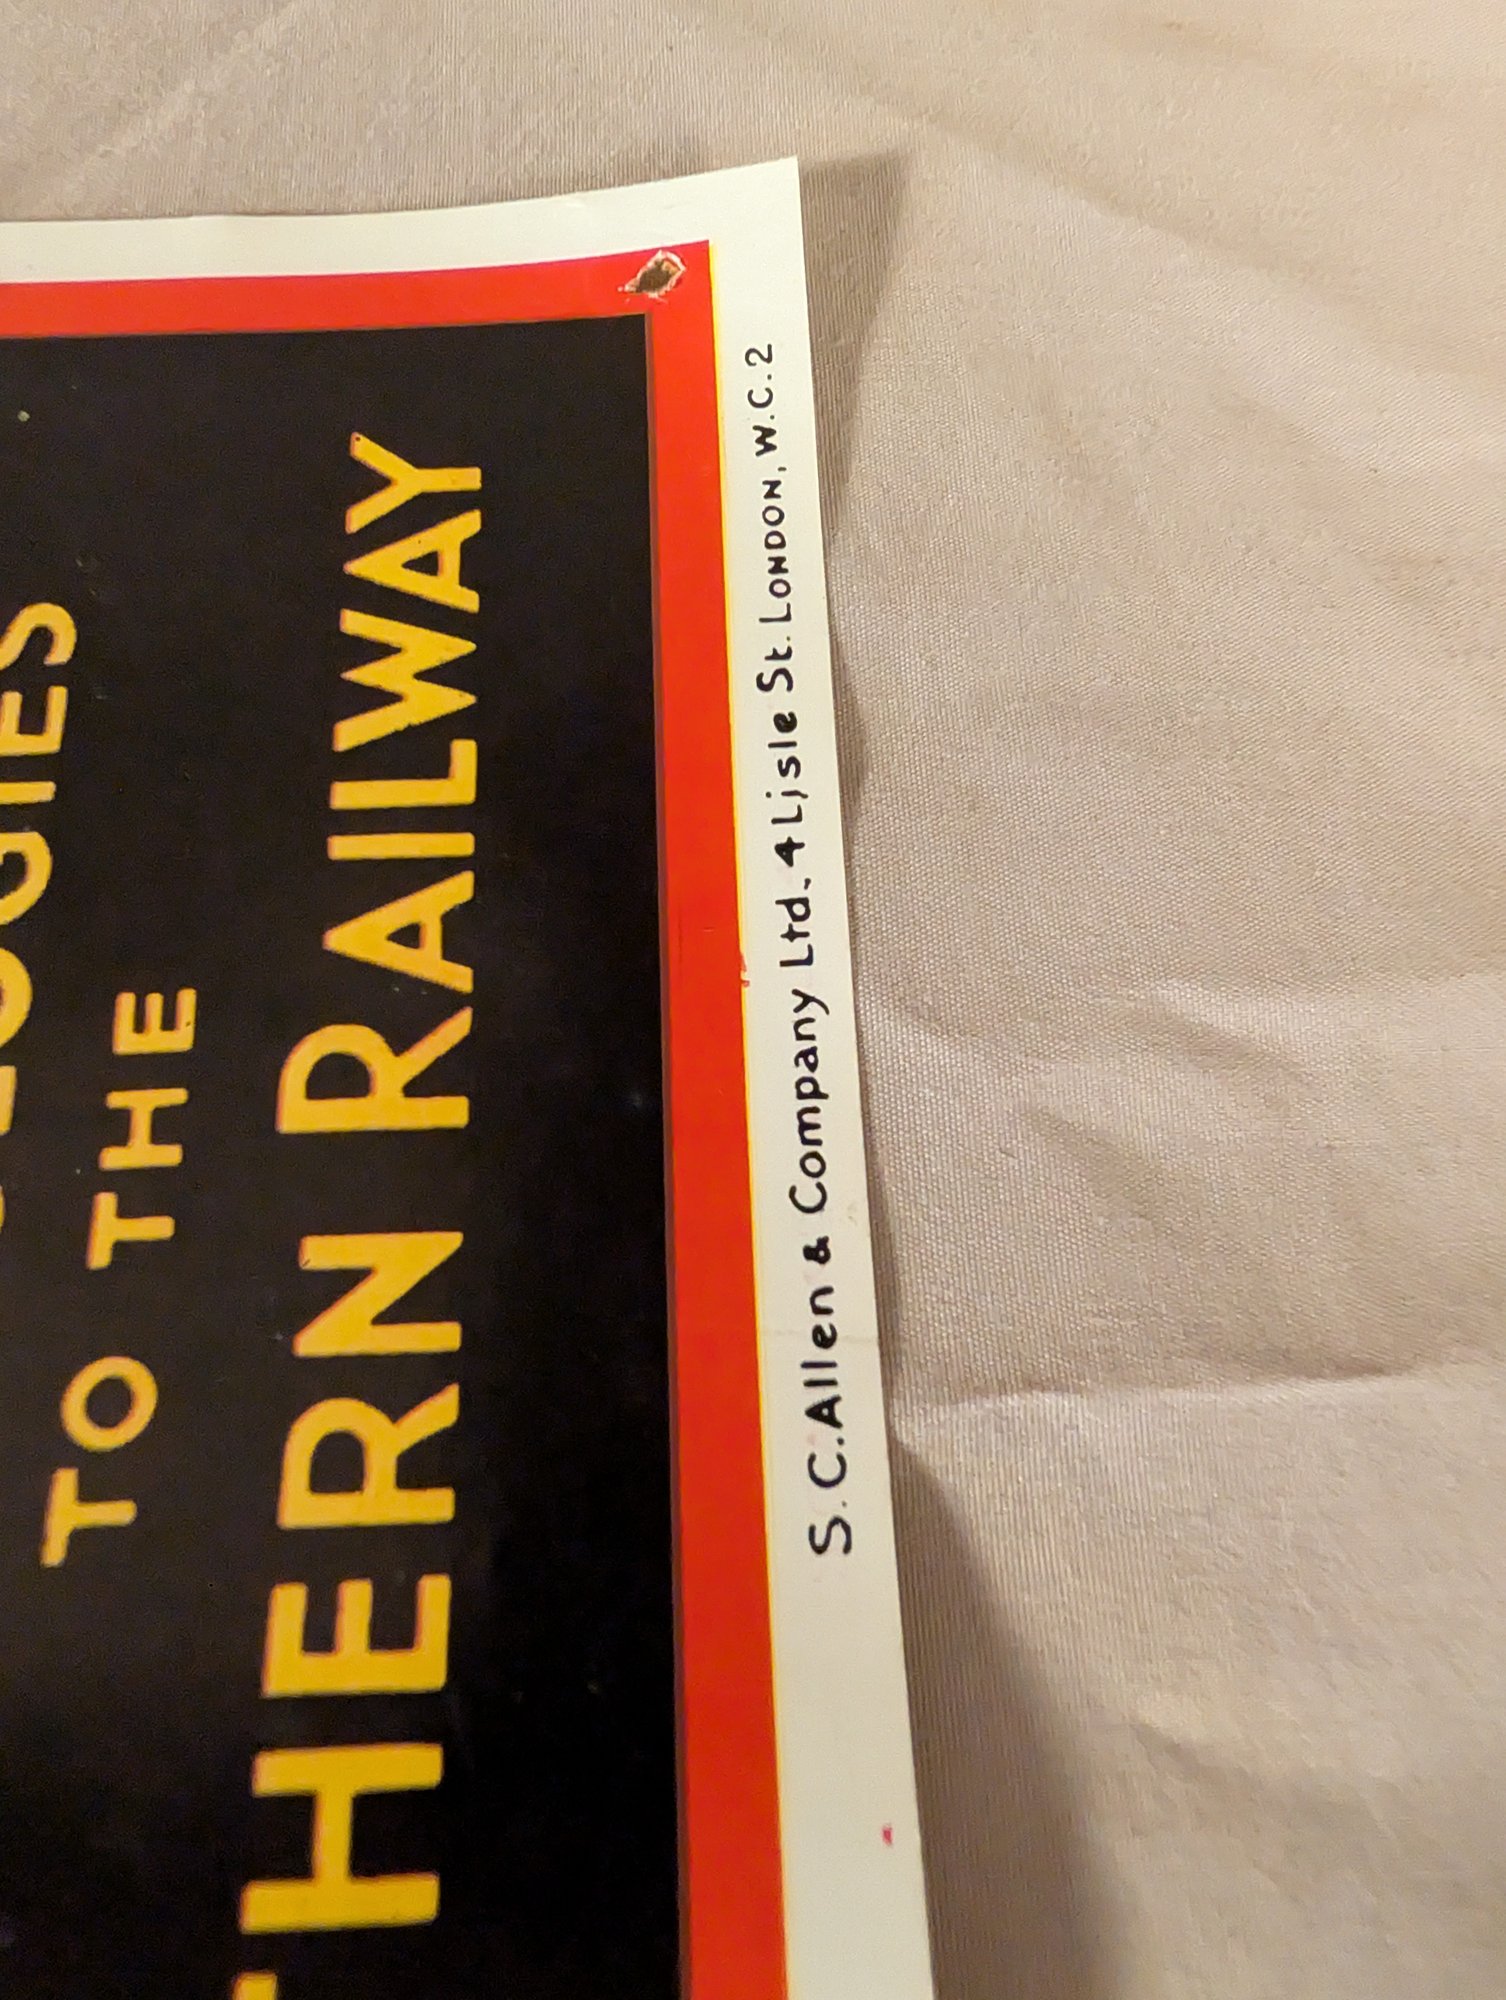 TO THE
RAILWAY
S. C. Allen & Company Ltd. 4 Lisle St. LONDON, W.C.2